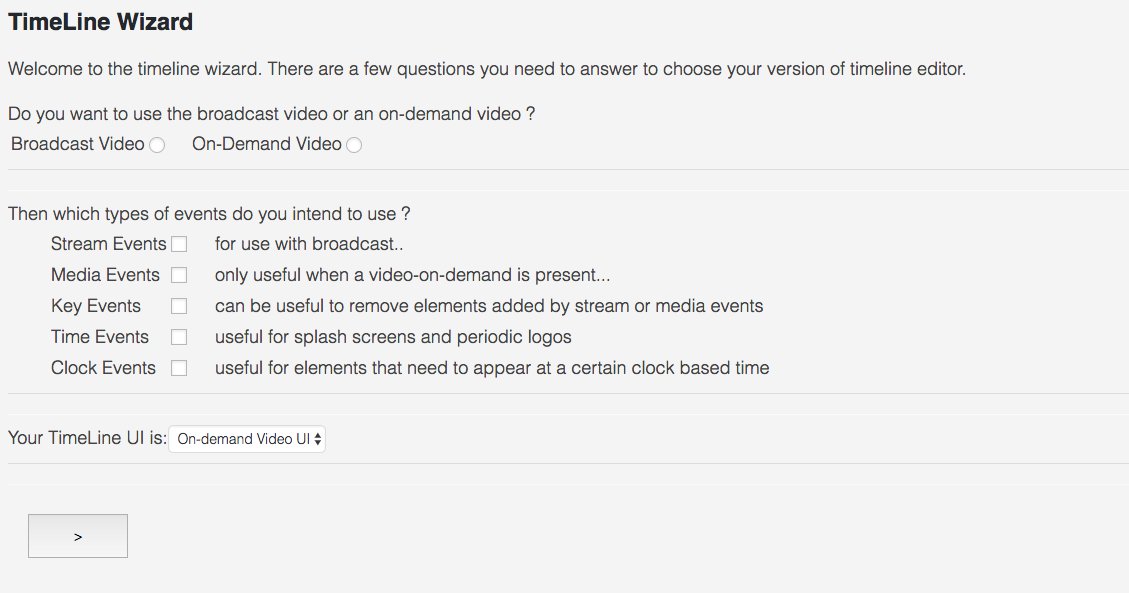 TimeLine Wizard
Welcome to the timeline wizard. There are a few questions you need to answer to choose your version of timeline editor.
Do you want to use the broadcast video or an on-demand video ?
Broadcast Video On-Demand Video
Then which types of events do you intend to use ?
Stream Events for use with broadcast..
Media Events only useful when a video-on-demand is present...
Key Events can be useful to remove elements added by stream or media events
Time Events useful for splash screens and periodic logos
Clock Events useful for elements that need to appear at a certain clock based time
Your TimeLine UI is: On-demand Video UI
>